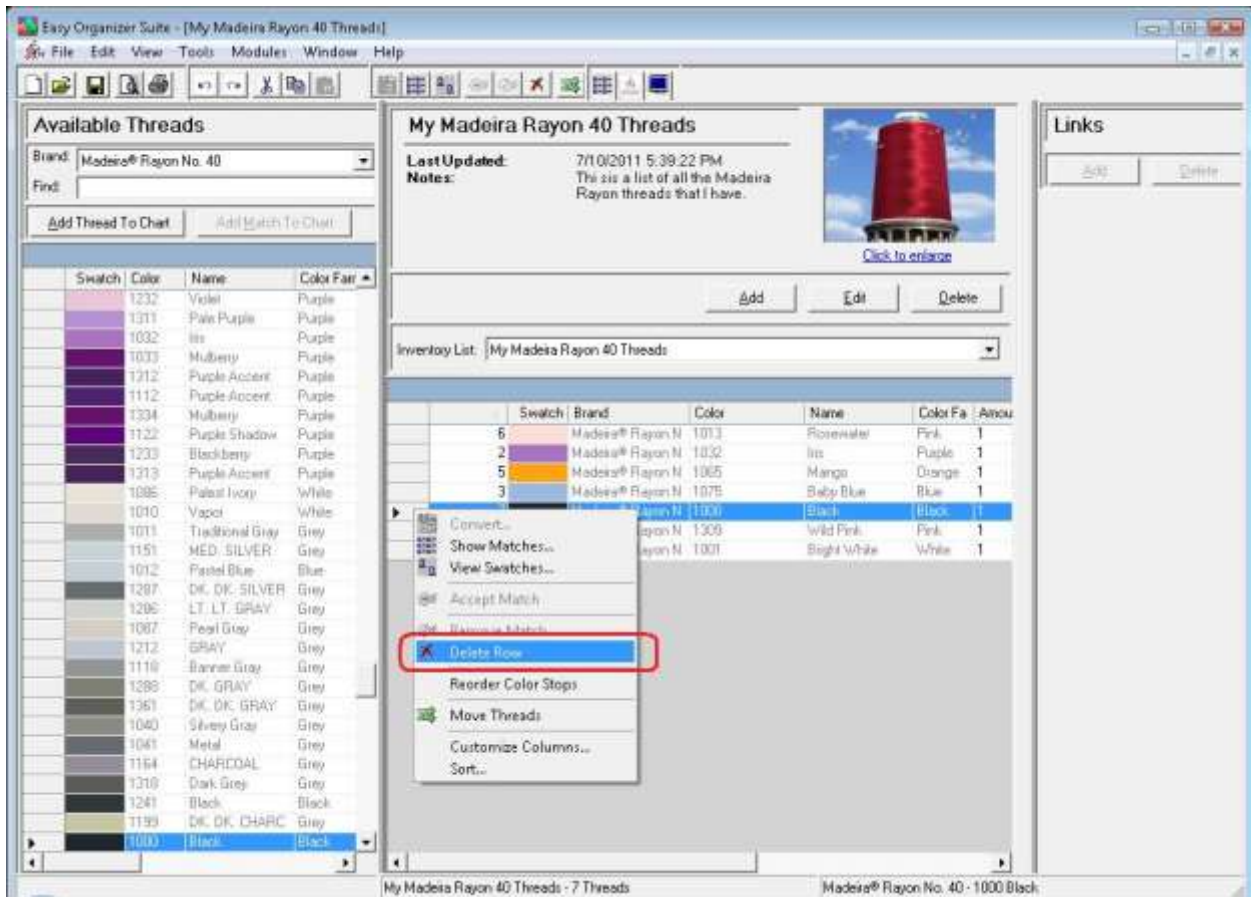 Easy Organizer Suite - [My Madeira Rayon 40 Threads]
File Edit View Tools Modules Window Help
Available Threads
Brand: Madeira® Rayon No. 40
Find:
Add Thread To Chart Add Match To Chart
Swatch Color Name Color Fam
1232 Violet Purple
1311 Pale Purple Purple
1032 Iris Purple
1033 Mulberry Purple
1312 Purple Accent Purple
1112 Purple Accent Purple
1334 Mulberry Purple
1122 Purple Shadow Purple
1233 Blackberry Purple
1313 Purple Accent Purple
1086 Palest Ivory White
1010 Vapor White
1011 Traditional Gray Grey
1151 MED. SILVER Grey
1012 Pastel Blue Blue
1287 DK. DK. SILVER Grey
1286 LT. LT. GRAY Grey
1087 Pearl Gray Grey
1212 GRAY Grey
1118 Banner Gray Grey
1288 DK. GRAY Grey
1361 DK. DK. GRAY Grey
1040 Silvery Gray Grey
1041 Metal Grey
1164 CHARCOAL Grey
1318 Dark Grey Grey
1241 Black Black
1199 DK. DK. CHARC Gray
1000 Black Black
My Madeira Rayon 40 Threads
Last Updated: 7/10/2011 5:39:22 PM
Notes: Thi sis a list of all the Madeira
Rayon threads that I have.
Click to enlarge
Add Edit Delete
Inventory List: My Madeira Rayon 40 Threads
Swatch Brand Color Name Color Fa Amou
6 Madeira® Rayon N 1013 Rosewater Pink 1
2 Madeira® Rayon N 1032 Iris Purple 1
5 Madeira® Rayon N 1065 Mango Orange 1
3 Madeira® Rayon N 1075 Baby Blue Blue 1
Rayon N 1000 Black Black 1
ayon N 1309 Wild Pink Pink 1
ayon N 1001 Bright White White 1
Convert...
Show Matches...
View Swatches...
Accept Match
Remove Match
Delete Row
Reorder Color Stops
Move Threads
Customize Columns...
Sort...
Links
Add Delete
My Madeira Rayon 40 Threads - 7 Threads Madeira® Rayon No. 40 - 1000 Black